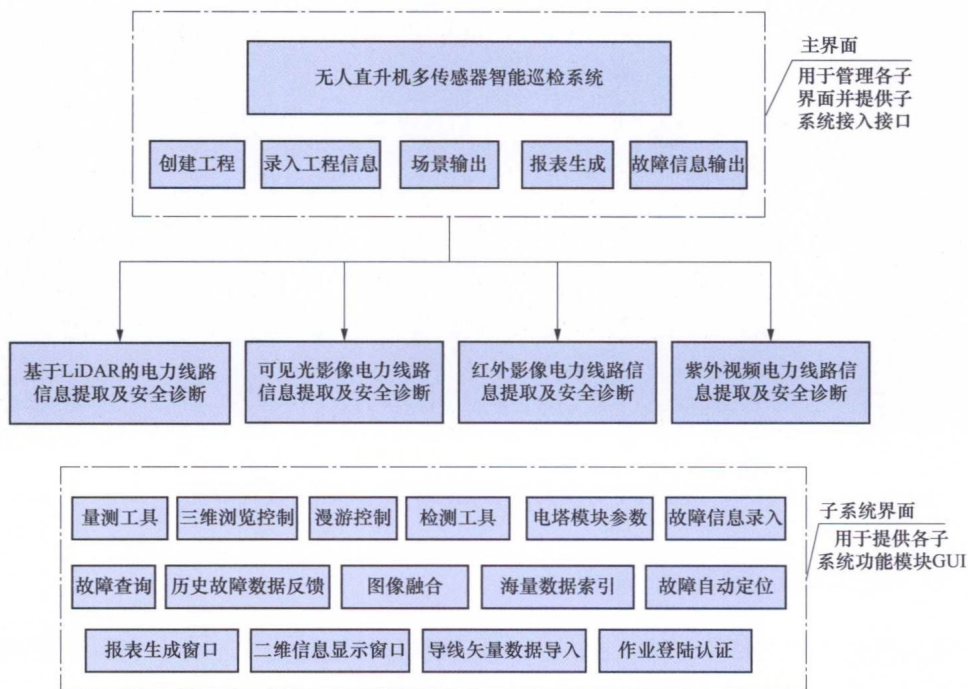 无人直升机多传感器智能巡检系统
主界面
用于管理各子
界面并提供子
系统接入接口
创建工程
录入工程信息
场景输出
报表生成
故障信息输出
基于LiDAR的电力线路
信息提取及安全诊断
可见光影像电力线路
信息提取及安全诊断
红外影像电力线路信
息提取及安全诊断
紫外视频电力线路信
息提取及安全诊断
量测工具
三维浏览控制
漫游控制
检测工具
电塔模块参数
故障信息录入
子系统界面
用于提供各子
系统功能模块GUI
故障查询
历史故障数据反馈
图像融合
海量数据索引
故障自动定位
报表生成窗口
二维信息显示窗口
导线矢量数据导入
作业登陆认证